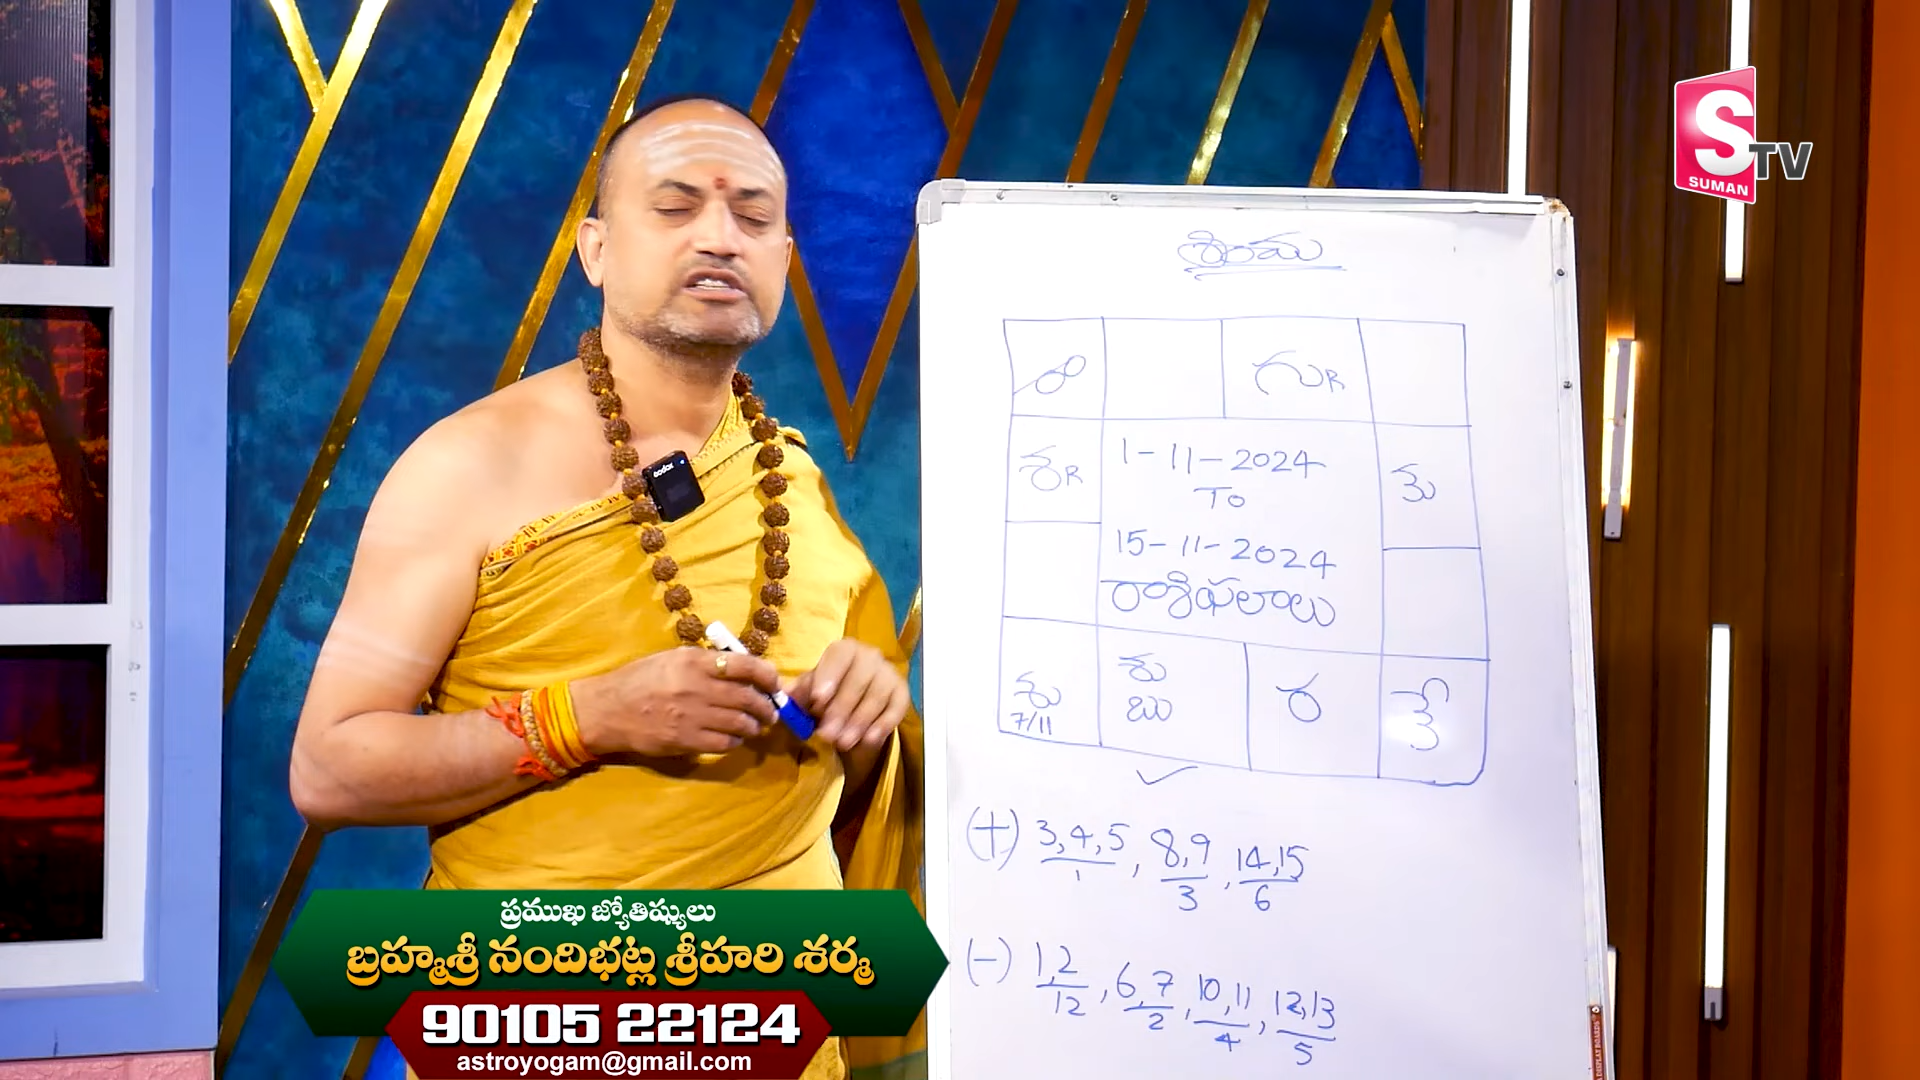 S
SUMAN TV
శ్రీరామ
రా
గు R
శ R
1-11-2024
To
15-11-2024
రాశిఫలాలు
కు
శు
7/11
శు
బు
ర
కే
(+) 3,4,5, 8,9, 14,15
1 3 6
(-) 1,2, 6,7, 10,11, 12,13
12 2 4 5
ప్రముఖ జ్యోతిష్యులు
బ్రహ్మశ్రీ నందిభట్ల శ్రీహరి శర్మ
90105 22124
astroyogam@gmail.com